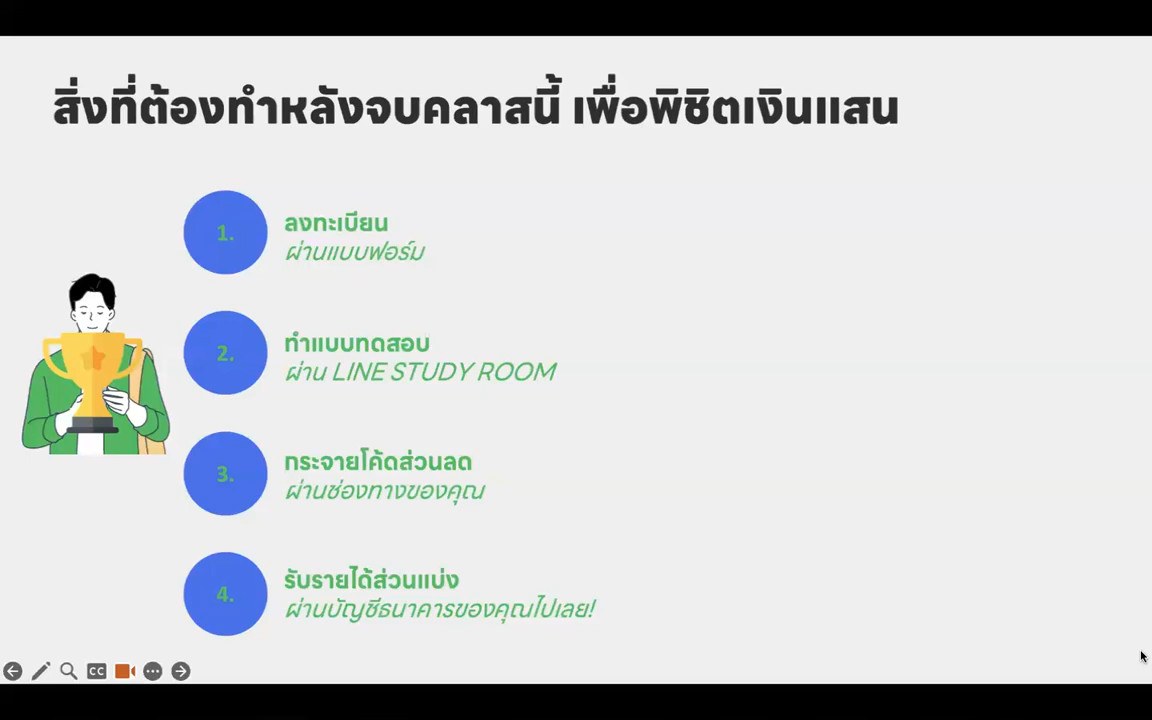 สิ่งที่ต้องทำหลังจบคลาสนี้ เพื่อพิชิตเงินแสน
1.
ลงทะเบียน
ผ่านแบบฟอร์ม
2.
ทำแบบทดสอบ
ผ่าน LINE STUDY ROOM
3.
กระจายโค้ดส่วนลด
ผ่านช่องทางของคุณ
4.
รับรายได้ส่วนแบ่ง
ผ่านบัญชีธนาคารของคุณไปเลย!
CC